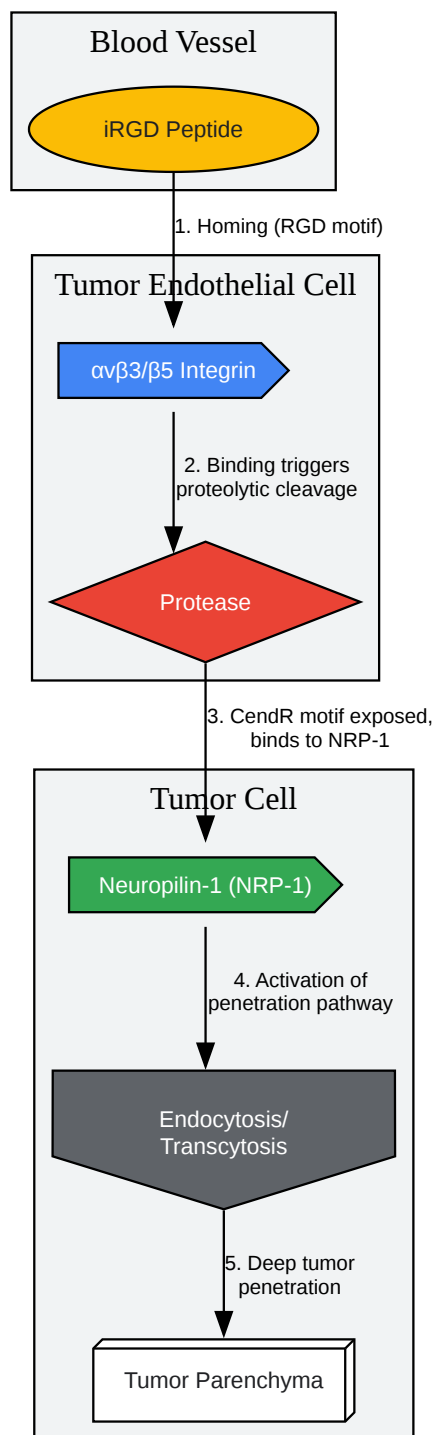 Blood Vessel
iRGD Peptide
1. Homing (RGD motif)
Tumor Endothelial Cell
αvβ3/β5 Integrin
2. Binding triggers
proteolytic cleavage
Protease
3. CendR motif exposed,
binds to NRP-1
Tumor Cell
Neuropilin-1 (NRP-1)
4. Activation of
penetration pathway
Endocytosis/
Transcytosis
5. Deep tumor
penetration
Tumor Parenchyma